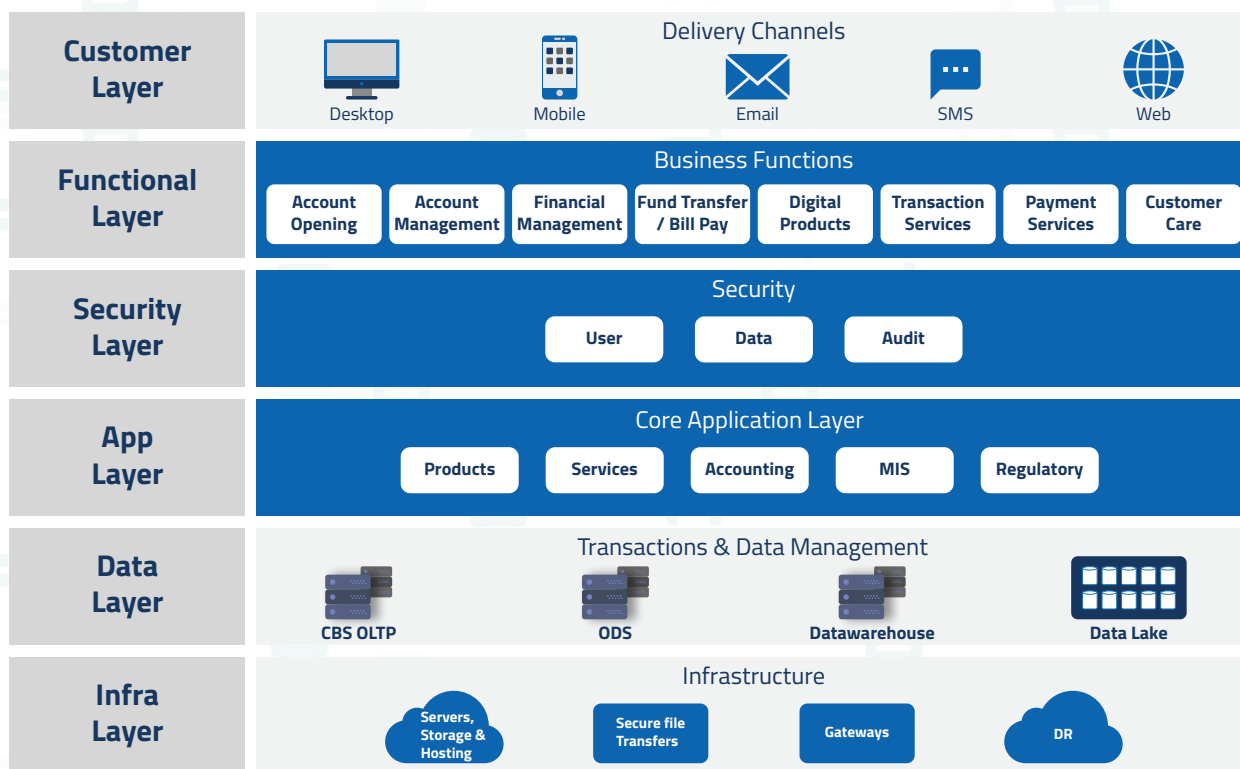 Customer
Layer
Delivery Channels
Desktop
Mobile
Email
SMS
Web
Functional
Layer
Business Functions
Account
Opening
Account
Management
Financial
Management
Fund Transfer
/ Bill Pay
Digital
Products
Transaction
Services
Payment
Services
Customer
Care
Security
Layer
Security
User
Data
Audit
App
Layer
Core Application Layer
Products
Services
Accounting
MIS
Regulatory
Data
Layer
Transactions & Data Management
CBS OLTP
ODS
Datawarehouse
Data Lake
Infra
Layer
Infrastructure
Servers,
Storage &
Hosting
Secure file
Transfers
Gateways
DR